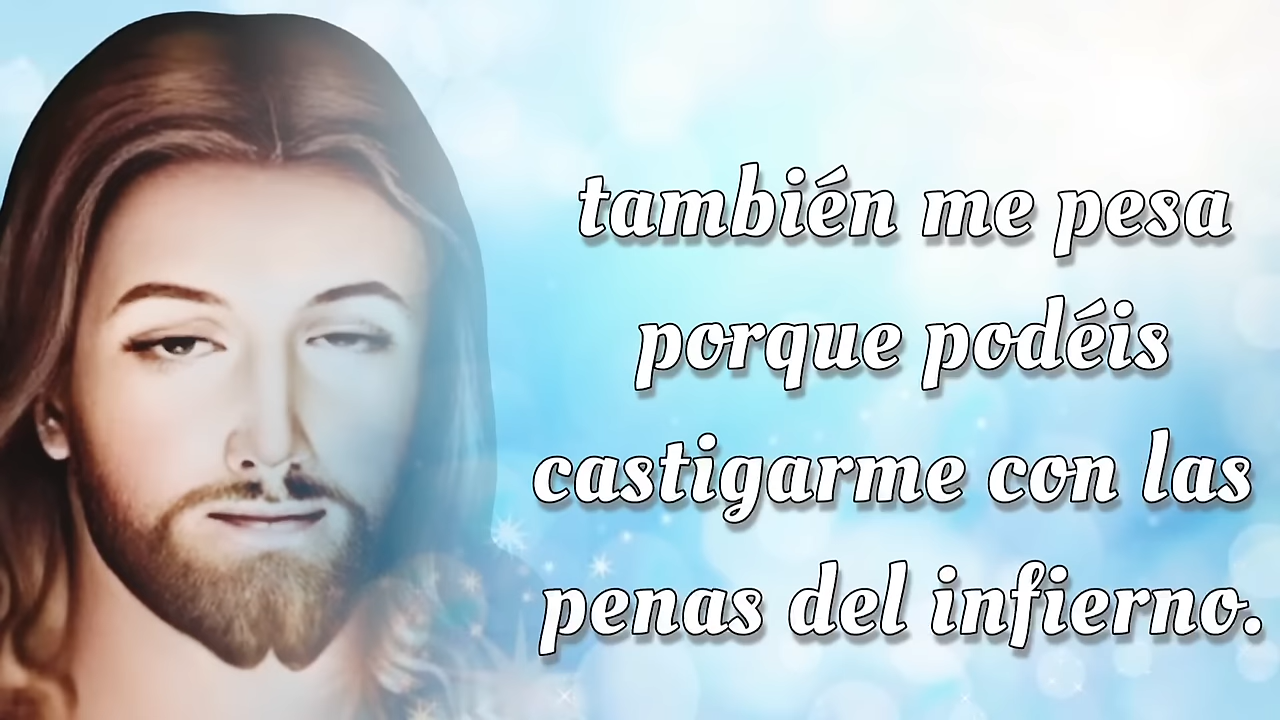 también me pesa
porque podéis
castigarme con las
penas del infierno.